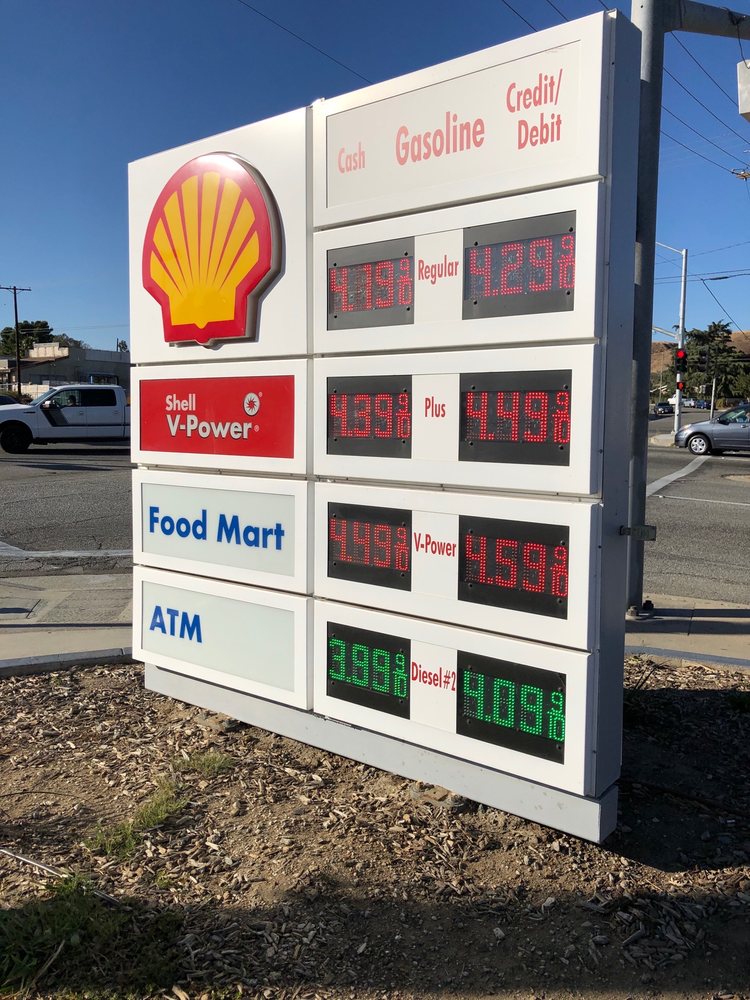 Cash Gasoline Credit/
Debit
4.19 9/10 Regular 4.29 9/10
Shell
V-Power®
4.39 9/10 Plus 4.49 9/10
Food Mart
4.49 9/10 V-Power 4.59 9/10
ATM
3.99 9/10 Diesel #2 4.09 9/10